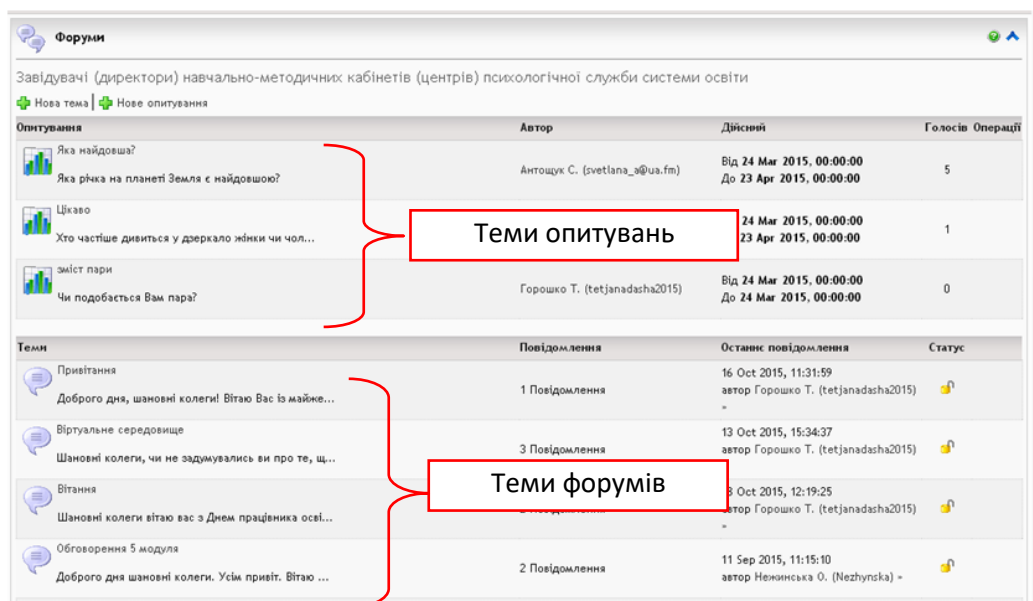 Форуми
Завідувачі (директори) навчально-методичних кабінетів (центрів) психологічної служби системи освіти
Нова тема | Нове опитування
Опитування Автор Дійсний Голосів Операції
Яка найдовша?
Яка річка на планеті Земля є найдовшою?
Антощук С. (svetlana_a@ua.fm)
Від 24 Mar 2015, 00:00:00
До 23 Apr 2015, 00:00:00
5
Цікаво
Хто частіше дивиться у дзеркало жінки чи чол...
Теми опитувань
24 Mar 2015, 00:00:00
23 Apr 2015, 00:00:00
1
зміст пари
Чи подобається Вам пара?
Горошко Т. (tetjanadasha2015)
Від 24 Mar 2015, 00:00:00
До 24 Mar 2015, 00:00:00
0
Теми Повідомлення Останнє повідомлення Статус
Привітання
Доброго дня, шановні колеги! Вітаю Вас із майже...
1 Повідомлення
16 Oct 2015, 11:31:59
автор Горошко Т. (tetjanadasha2015)
»
Віртуальне середовище
Шановні колеги, чи не задумувались ви про те, щ...
3 Повідомлення
13 Oct 2015, 15:34:37
автор Горошко Т. (tetjanadasha2015)
Теми форумів
Вітання
Шановні колеги вітаю вас з Днем працівника осві...
Oct 2015, 12:19:25
автор Горошко Т. (tetjanadasha2015)
»
Обговорення 5 модуля
Доброго дня шановні колеги. Усім привіт. Вітаю ...
2 Повідомлення
11 Sep 2015, 11:15:10
автор Нежинська О. (Nezhynska) »